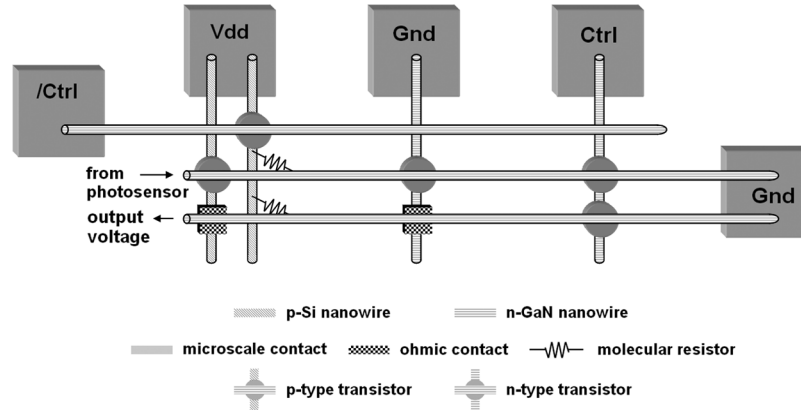 Vdd
Gnd
Ctrl
/Ctrl
from
photosensor
Gnd
output
voltage
p-Si nanowire
n-GaN nanowire
microscale contact
ohmic contact
molecular resistor
p-type transistor
n-type transistor